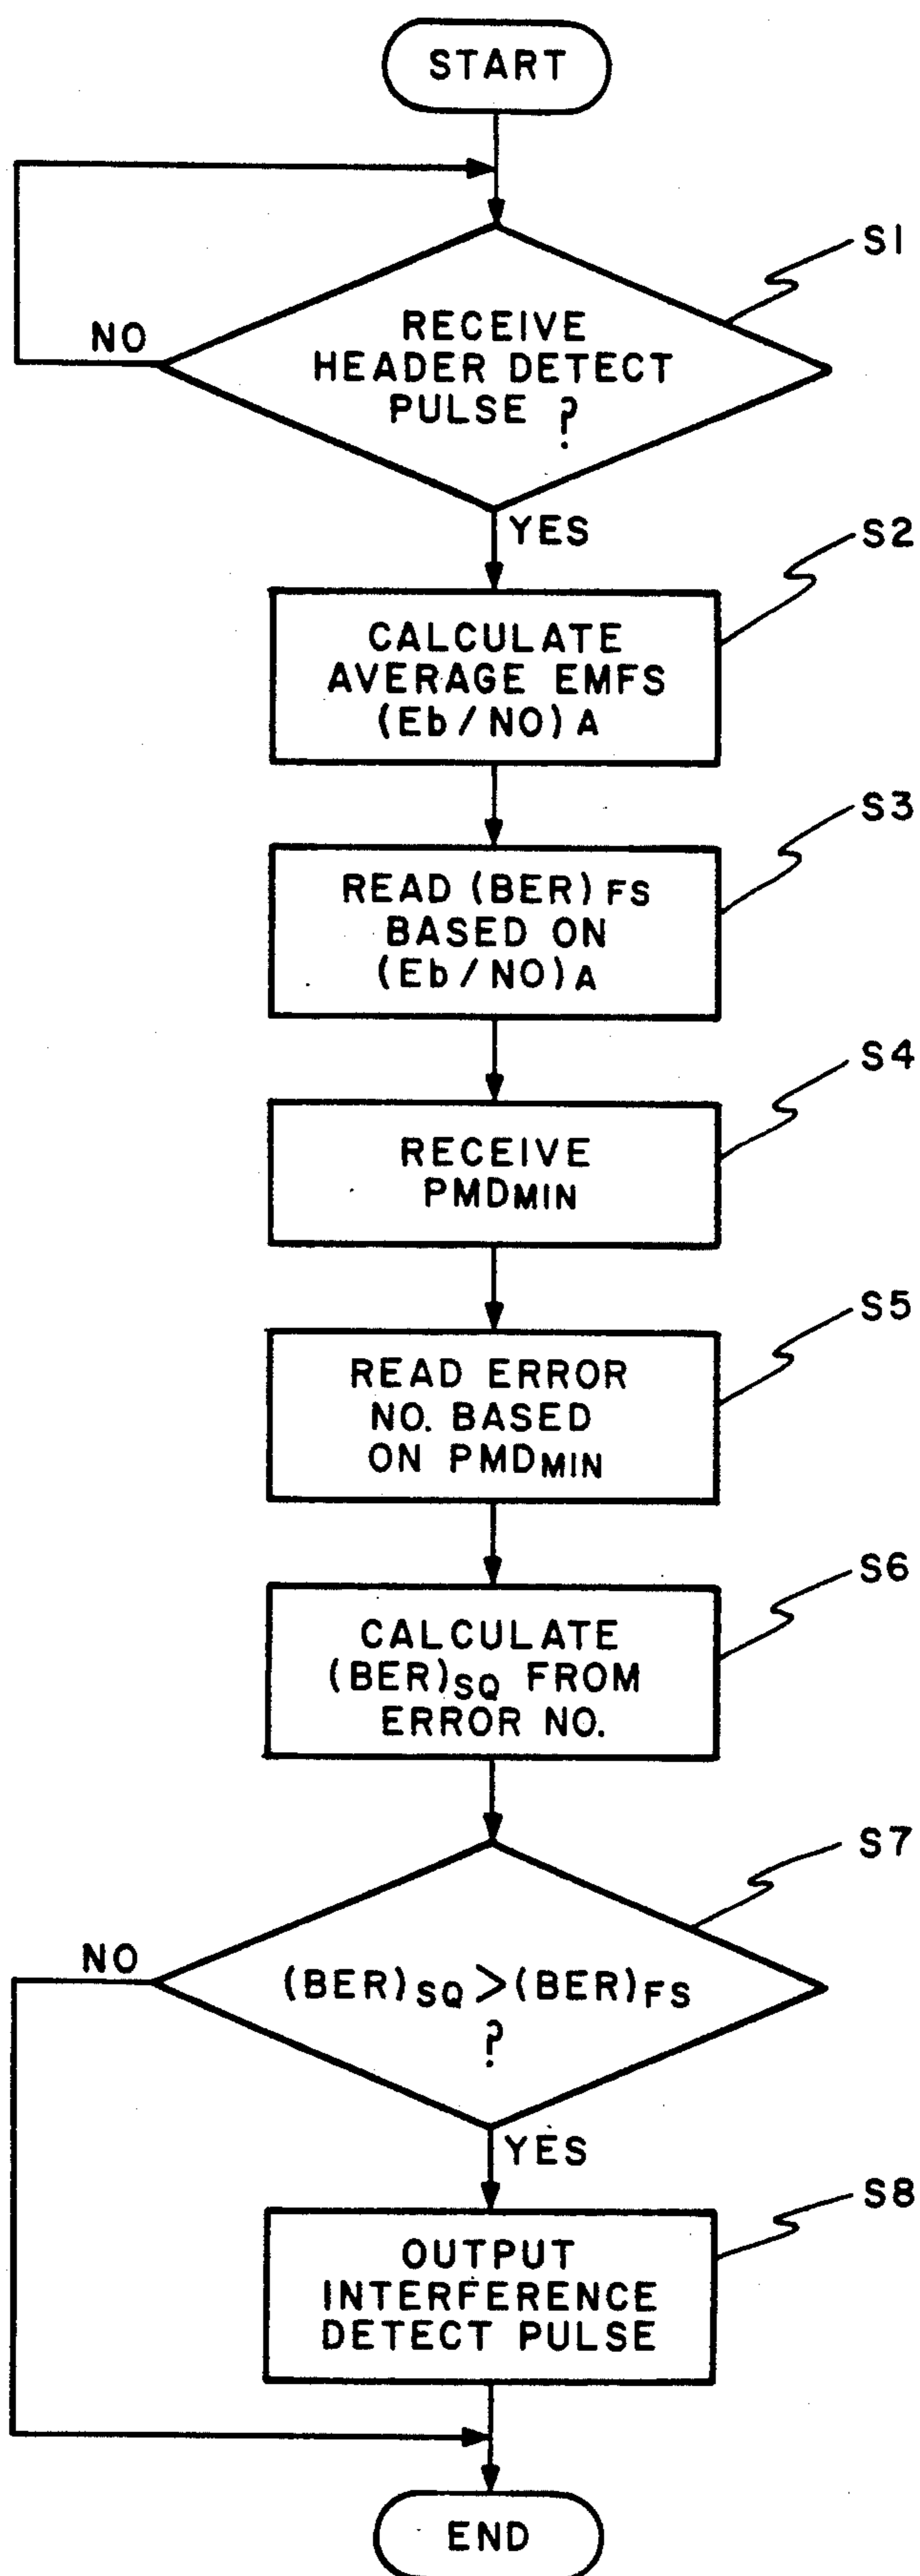 START
S1
NO
RECEIVE
HEADER DETECT
PULSE ?
YES
S2
CALCULATE
AVERAGE EMFS
(Eb/NO)A
S3
READ (BER)FS
BASED ON
(Eb/NO)A
S4
RECEIVE
PMDMIN
S5
READ ERROR
NO. BASED
ON PMDMIN
S6
CALCULATE
(BER)SQ FROM
ERROR NO.
S7
NO
(BER)SQ>(BER)FS
?
YES
S8
OUTPUT
INTERFERENCE
DETECT PULSE
END